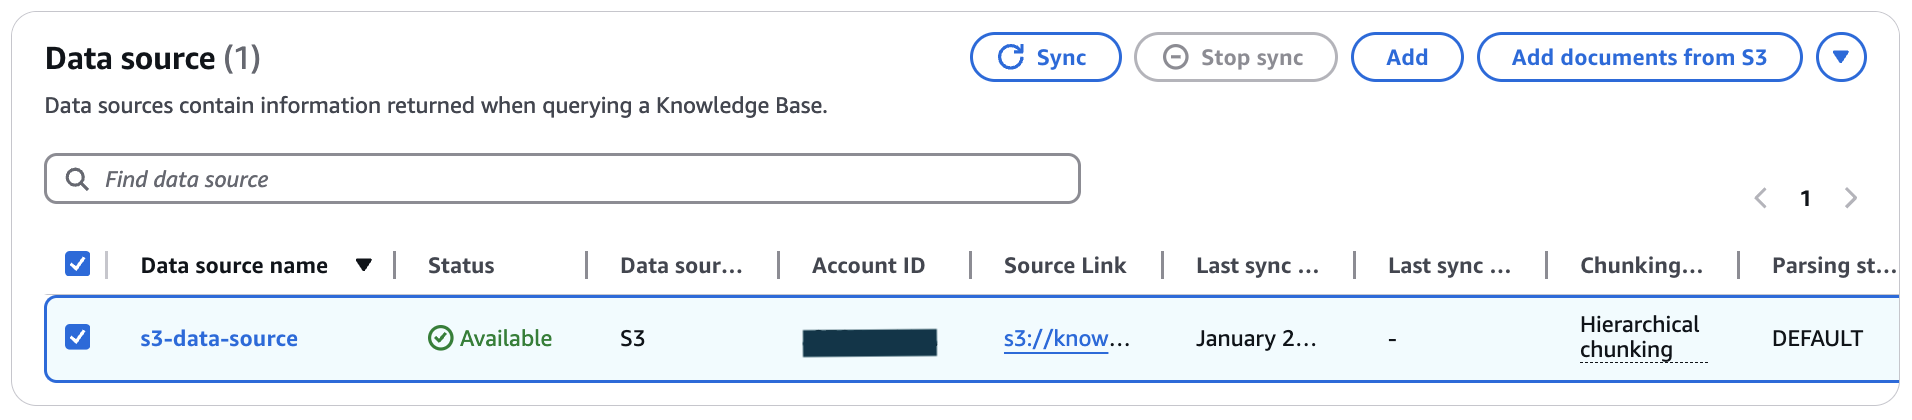 Data source (1)
Sync
Stop sync
Add
Add documents from S3
Data sources contain information returned when querying a Knowledge Base.
Find data source
1
Data source name
Status
Data sour...
Account ID
Source Link
Last sync ...
Last sync ...
Chunking...
Parsing st...
s3-data-source
Available
S3
s3://know...
January 2...
-
Hierarchical
chunking
DEFAULT